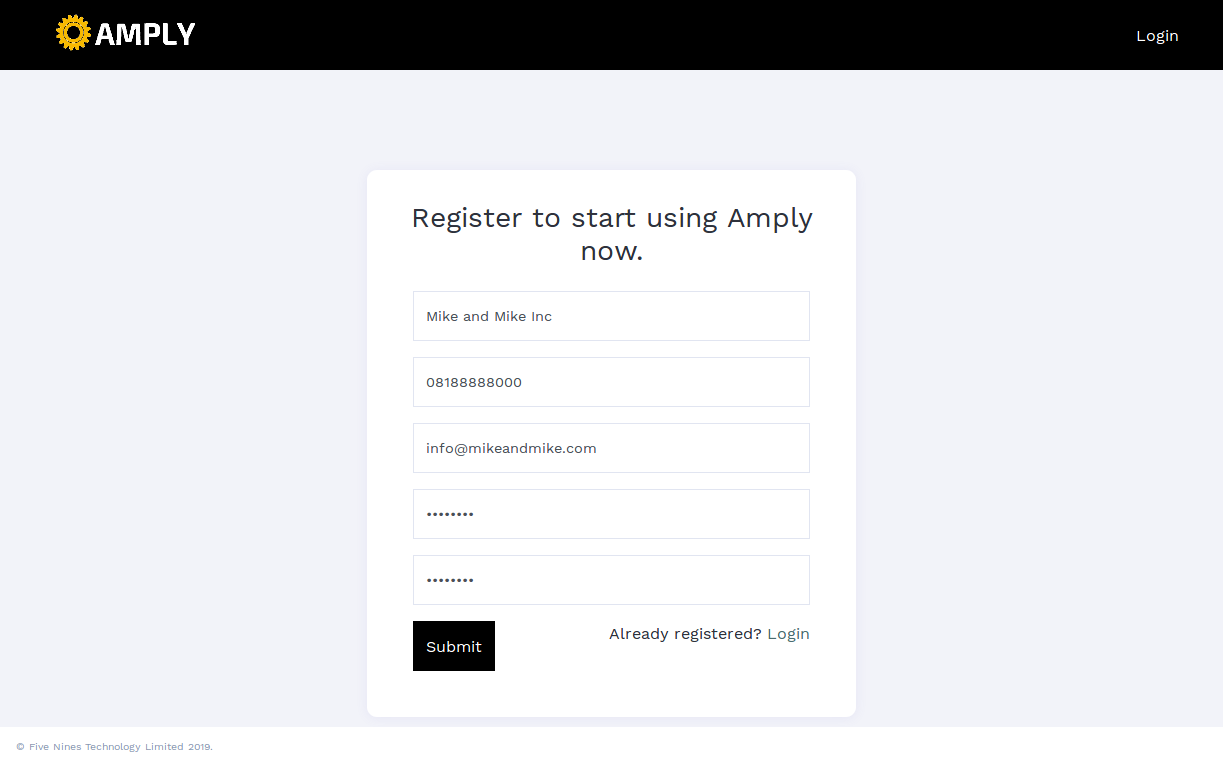 AMPLY
Login
Register to start using Amply
now.
Mike and Mike Inc
08188888000
info@mikeandmike.com
••••••••
••••••••
Submit
Already registered? Login
© Five Nines Technology Limited 2019.